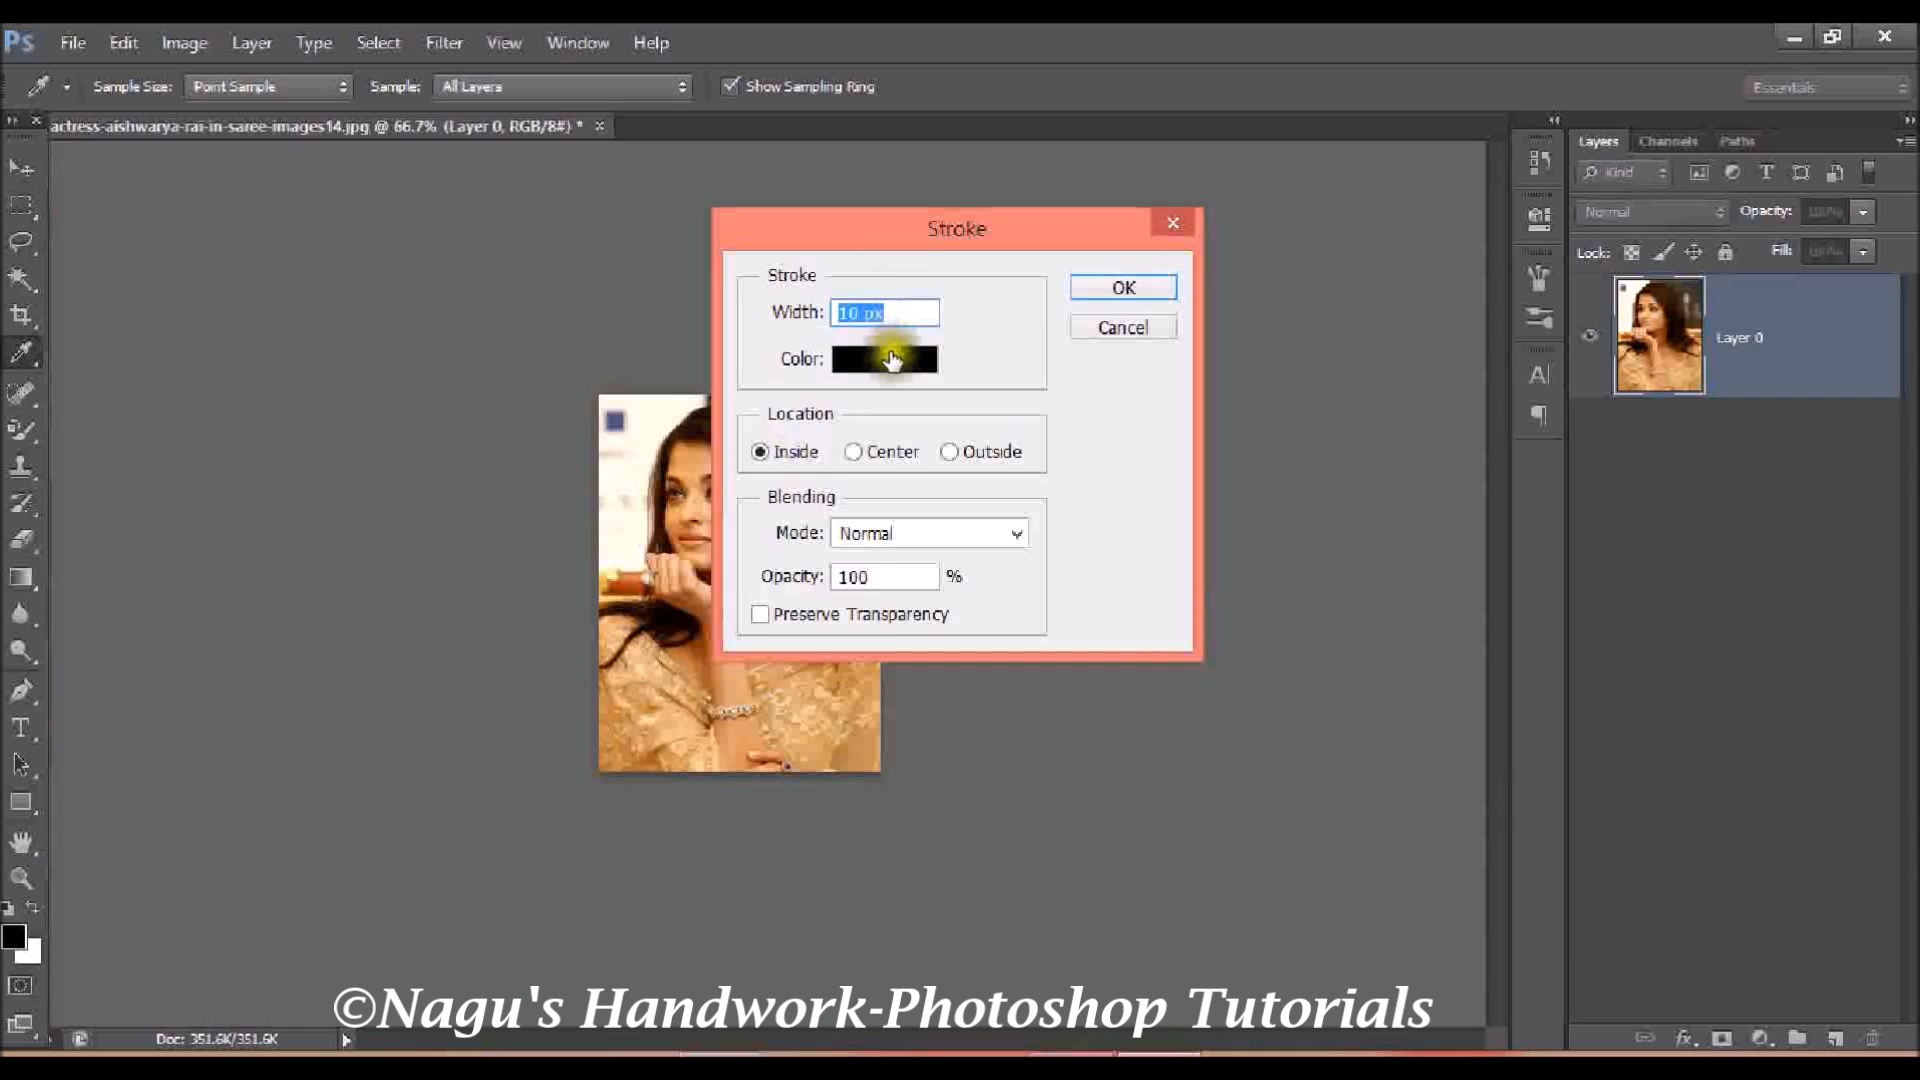 Ps File Edit Image Layer Type Select Filter View Window Help
Sample Size: Point Sample Sample: All Layers Show Sampling Ring Essentials
actress-aishwarya-rai-in-saree-images14.jpg @ 66.7% (Layer 0, RGB/8#) *
Layers Channels Paths
Kind
Normal Opacity:
Lock: Fill:
Layer 0
Stroke
Stroke
Width: 10 px
Color:
OK
Cancel
Location
Inside Center Outside
Blending
Mode: Normal
Opacity: 100 %
Preserve Transparency
©Nagu's Handwork-Photoshop Tutorials
Doc: 351.6K/351.6K